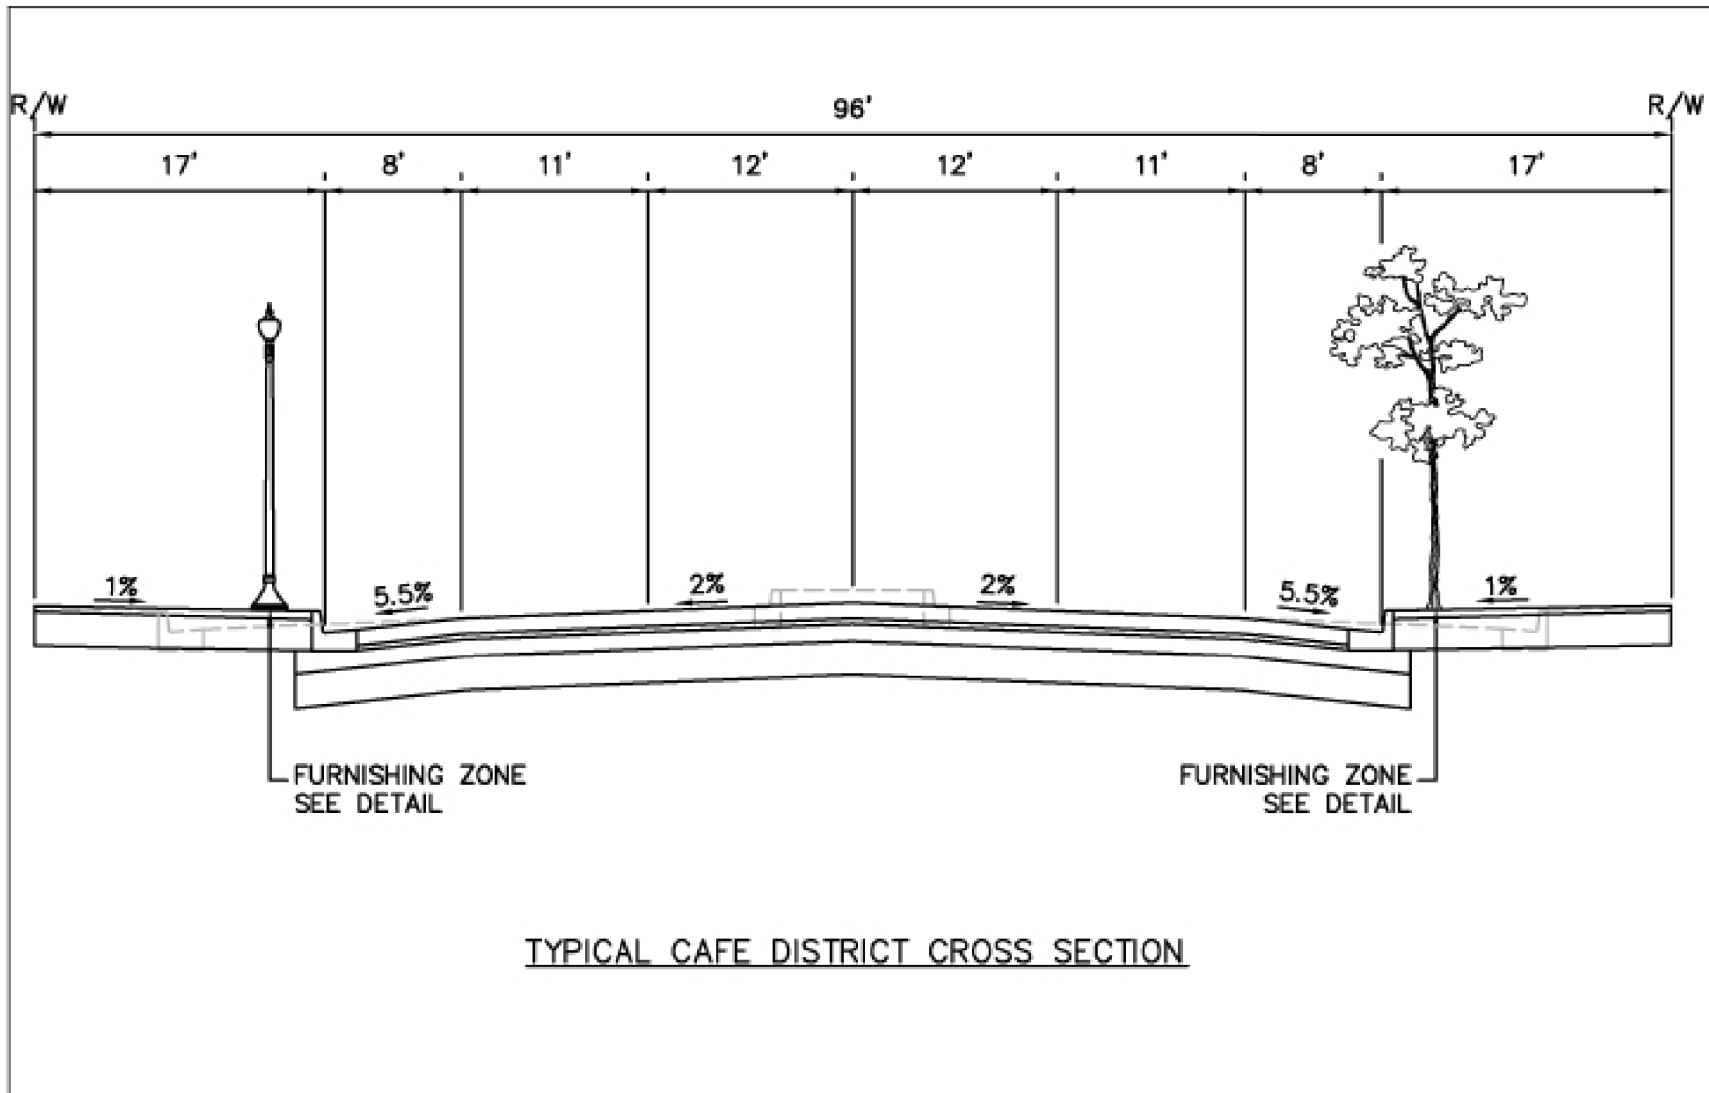 R/W 96' R/W
17' 8' 11' 12' 12' 11' 8' 17'
1% 5.5% 2% 2% 5.5% 1%
FURNISHING ZONE
SEE DETAIL
FURNISHING ZONE
SEE DETAIL
TYPICAL CAFE DISTRICT CROSS SECTION